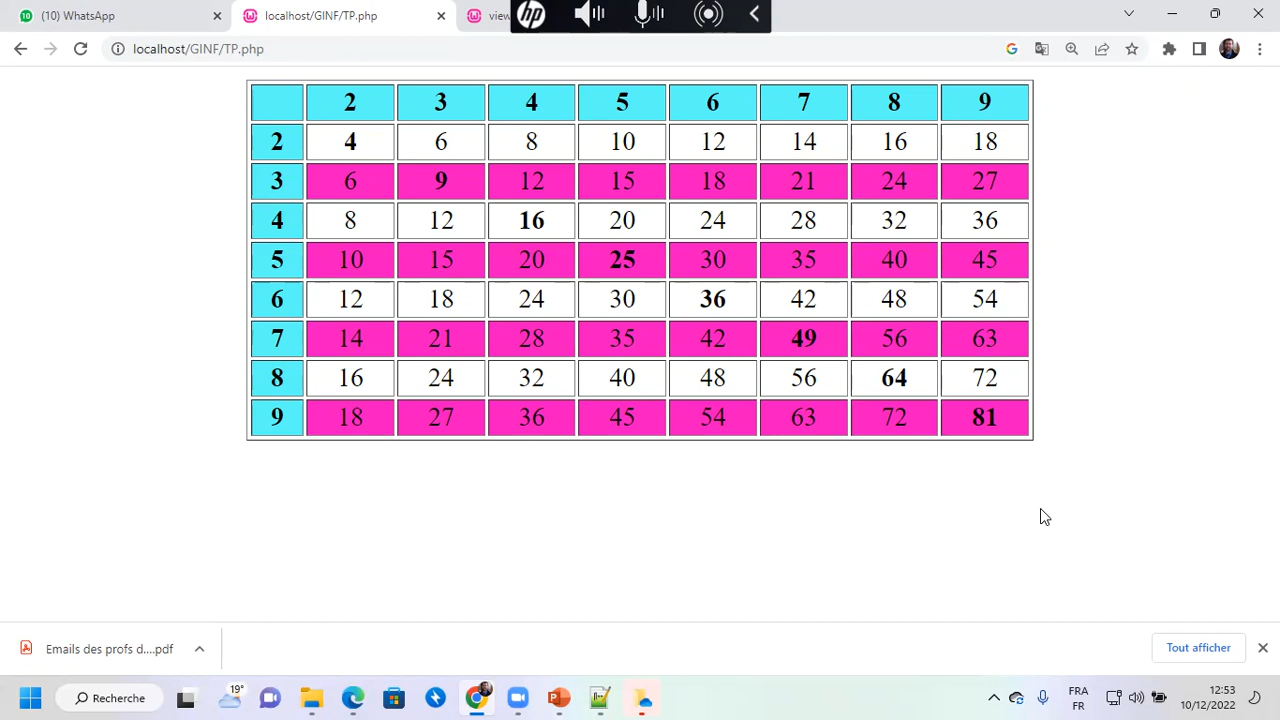 (10) WhatsApp
localhost/GINF/TP.php
view
hp
localhost/GINF/TP.php
2 3 4 5 6 7 8 9
2 4 6 8 10 12 14 16 18
3 6 9 12 15 18 21 24 27
4 8 12 16 20 24 28 32 36
5 10 15 20 25 30 35 40 45
6 12 18 24 30 36 42 48 54
7 14 21 28 35 42 49 56 63
8 16 24 32 40 48 56 64 72
9 18 27 36 45 54 63 72 81
Emails des profs d....pdf
Tout afficher
Recherche
19°
FRA
FR
12:53
10/12/2022